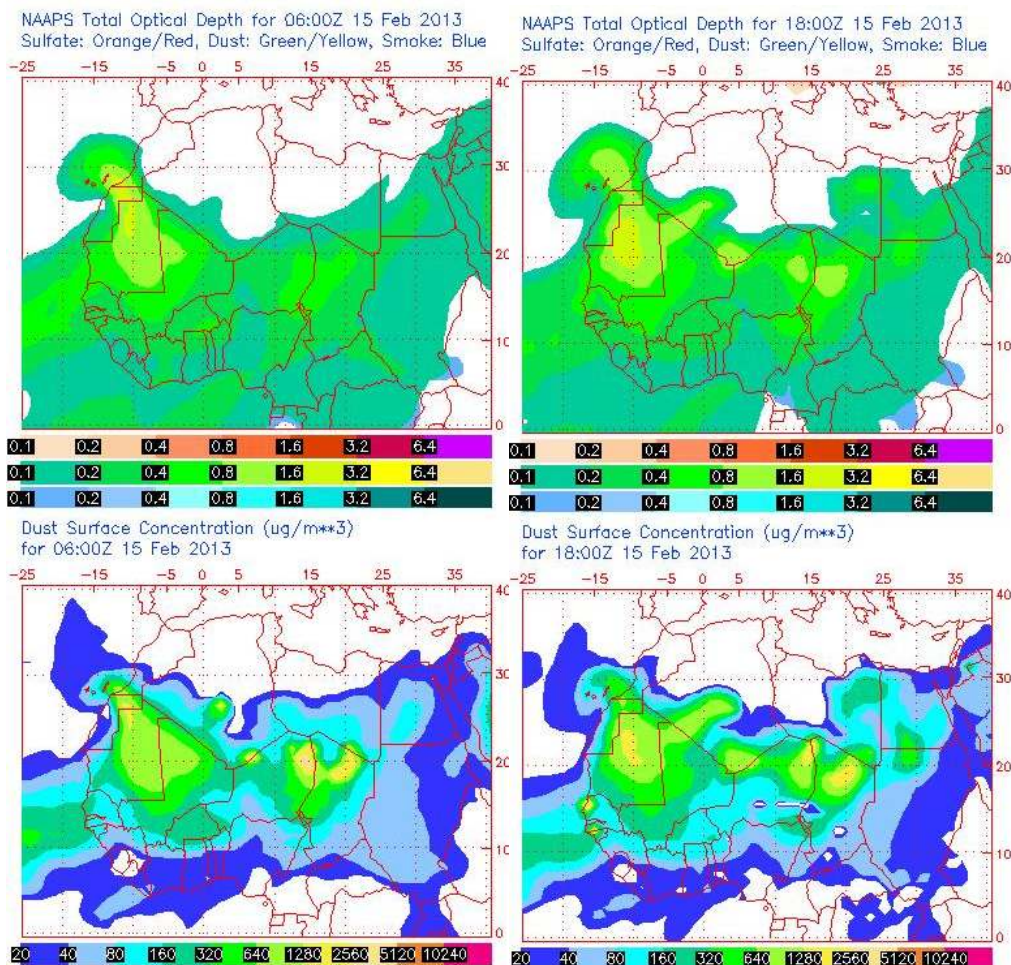 NAAPS Total Optical Depth for 06:00Z 15 Feb 2013
Sulfate: Orange/Red, Dust: Green/Yellow, Smoke: Blue
-25 -15 -5 0 5 15 25 35
40
30
20
10
0
0.1 0.2 0.4 0.8 1.6 3.2 6.4
0.1 0.2 0.4 0.8 1.6 3.2 6.4
0.1 0.2 0.4 0.8 1.6 3.2 6.4
NAAPS Total Optical Depth for 18:00Z 15 Feb 2013
Sulfate: Orange/Red, Dust: Green/Yellow, Smoke: Blue
-25 -15 -5 0 5 15 25 35
40
30
20
10
0
0.1 0.2 0.4 0.8 1.6 3.2 6.4
0.1 0.2 0.4 0.8 1.6 3.2 6.4
0.1 0.2 0.4 0.8 1.6 3.2 6.4
Dust Surface Concentration (ug/m**3)
for 06:00Z 15 Feb 2013
-25 -15 -5 0 5 15 25 35
40
30
20
10
0
20 40 80 160 320 640 1280 2560 5120 10240
Dust Surface Concentration (ug/m**3)
for 18:00Z 15 Feb 2013
-25 -15 -5 0 5 15 25 35
40
30
20
10
0
20 40 80 160 320 640 1280 2560 5120 10240